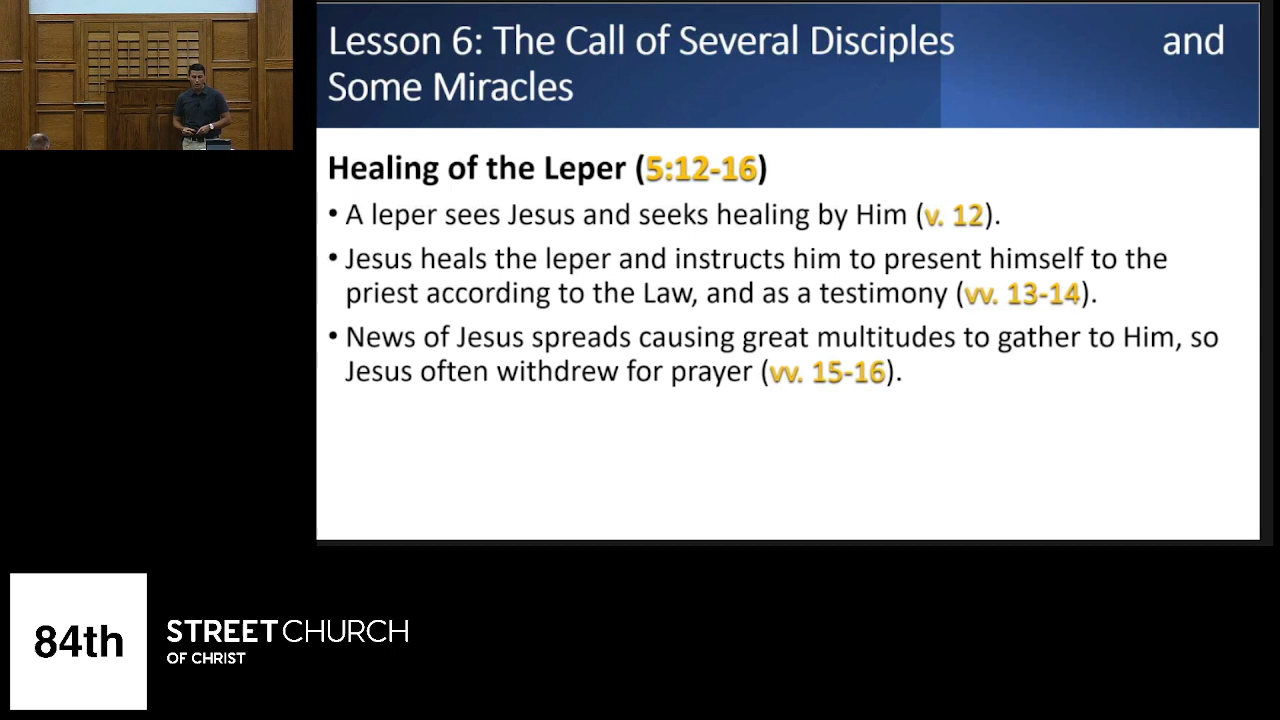 Lesson 6: The Call of Several Disciples and
Some Miracles
Healing of the Leper (5:12-16)
• A leper sees Jesus and seeks healing by Him (v. 12).
• Jesus heals the leper and instructs him to present himself to the
priest according to the Law, and as a testimony (vv. 13-14).
• News of Jesus spreads causing great multitudes to gather to Him, so
Jesus often withdrew for prayer (vv. 15-16).
84th
STREET CHURCH
OF CHRIST